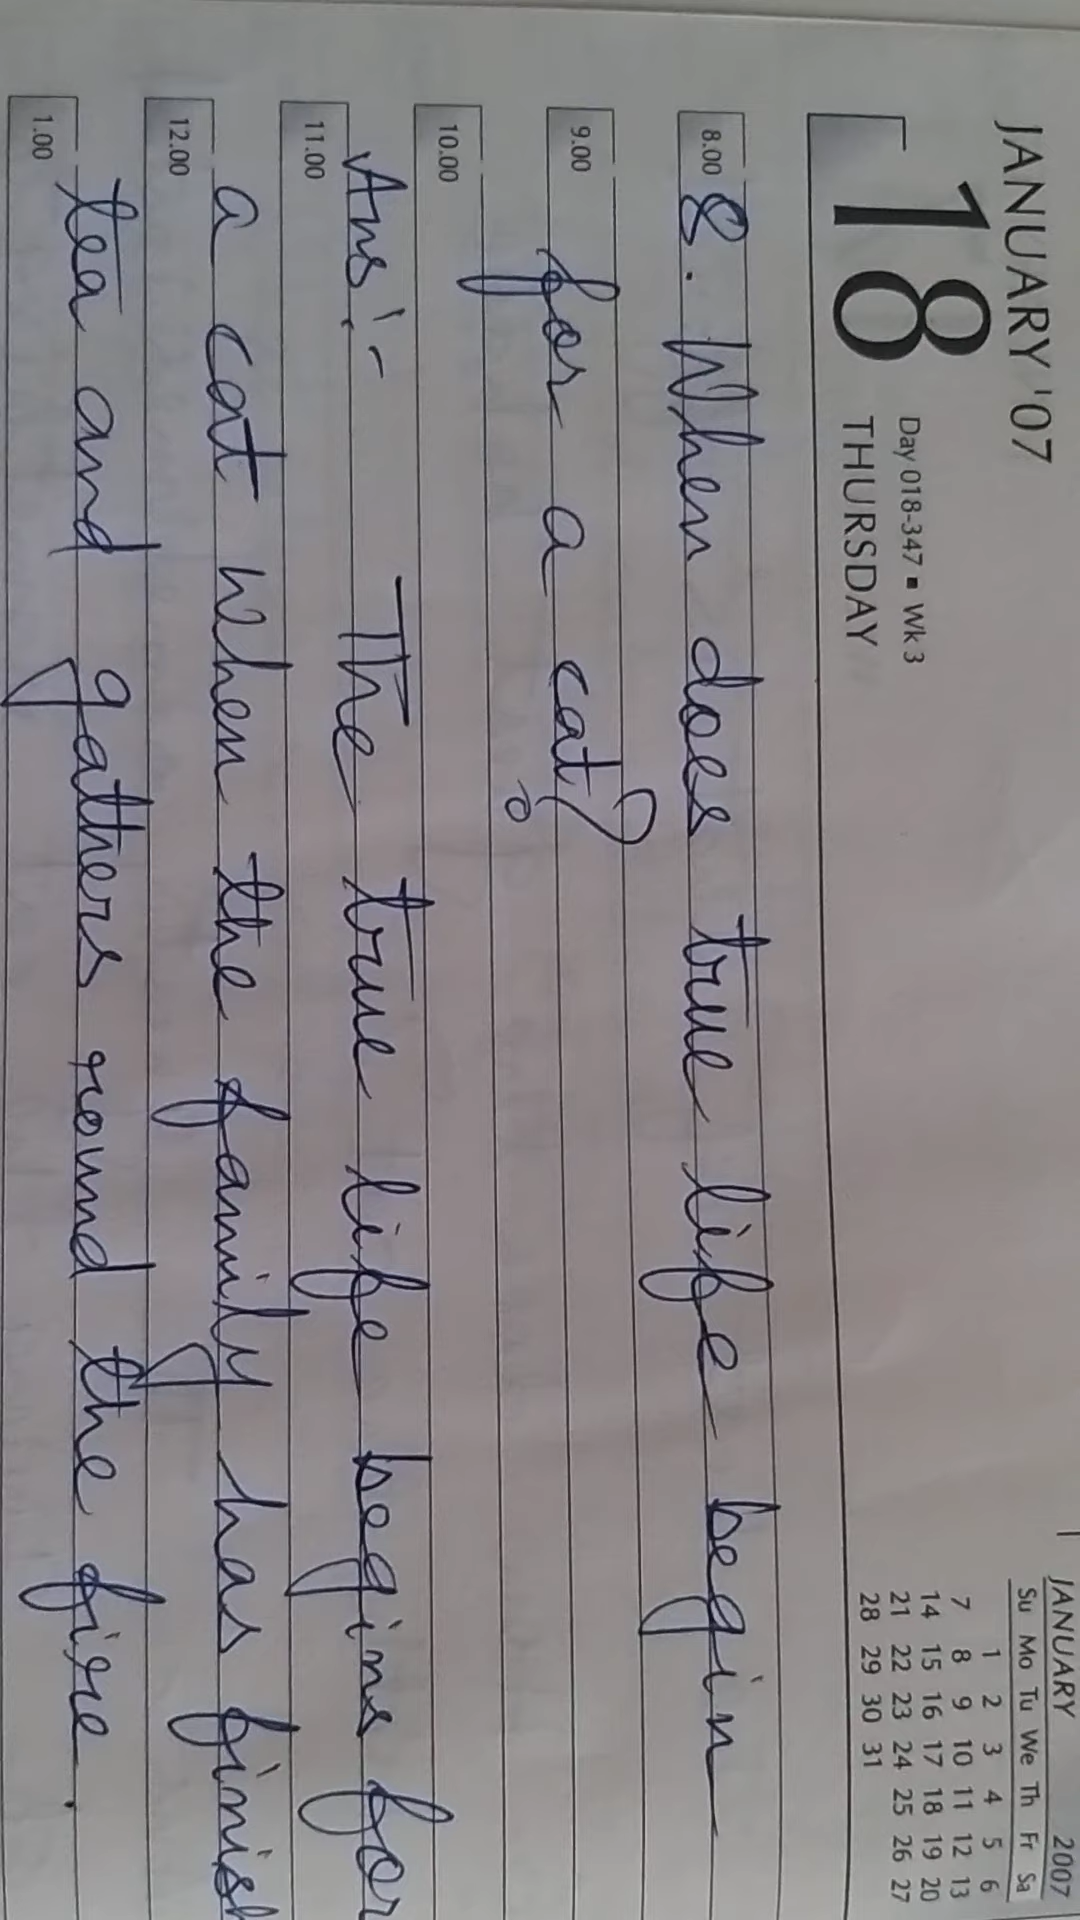 JANUARY '07
18
Day 018-347 ▪ Wk 3
THURSDAY
JANUARY 2007
Su Mo Tu We Th Fr Sa
1 2 3 4 5 6
7 8 9 10 11 12 13
14 15 16 17 18 19 20
21 22 23 24 25 26 27
28 29 30 31
8.00 8. When does true life begin
9.00 for a cat?
10.00
11.00 Ans:- The true life begins for
12.00 a cat when the family has finish
1.00 tea and gathers round the fire.